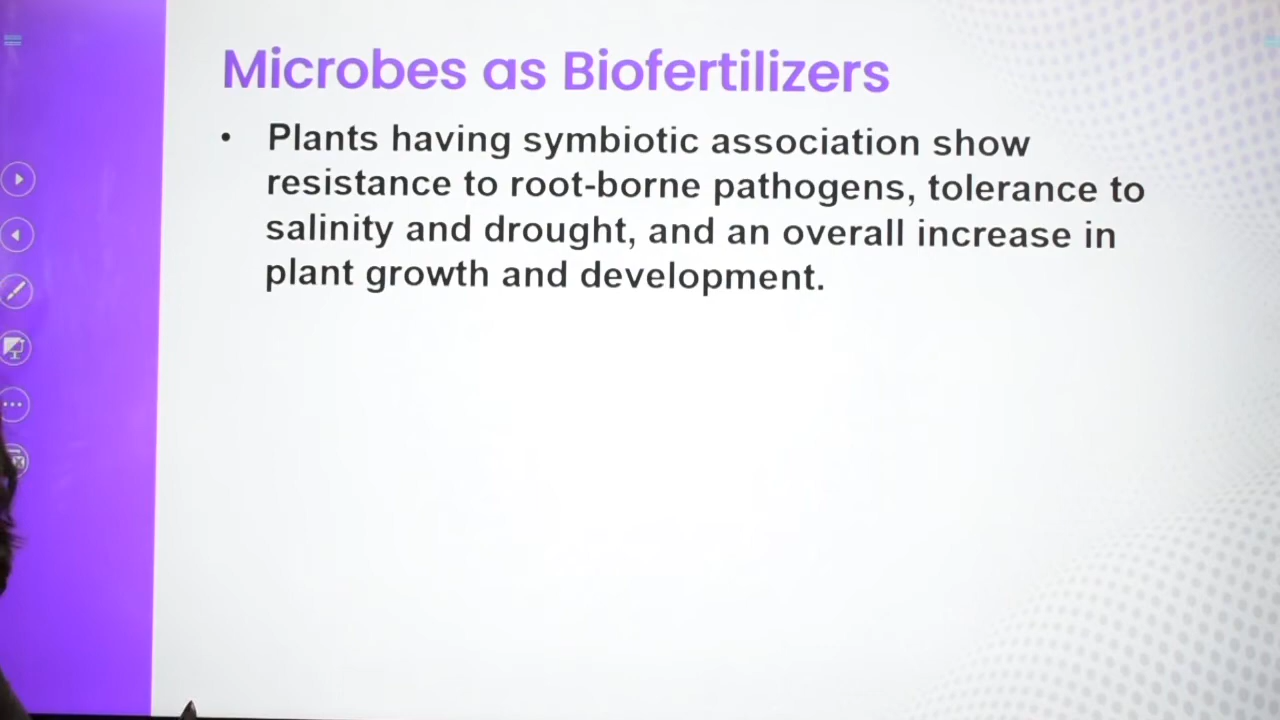 Microbes as Biofertilizers
• Plants having symbiotic association show
resistance to root-borne pathogens, tolerance to
salinity and drought, and an overall increase in
plant growth and development.